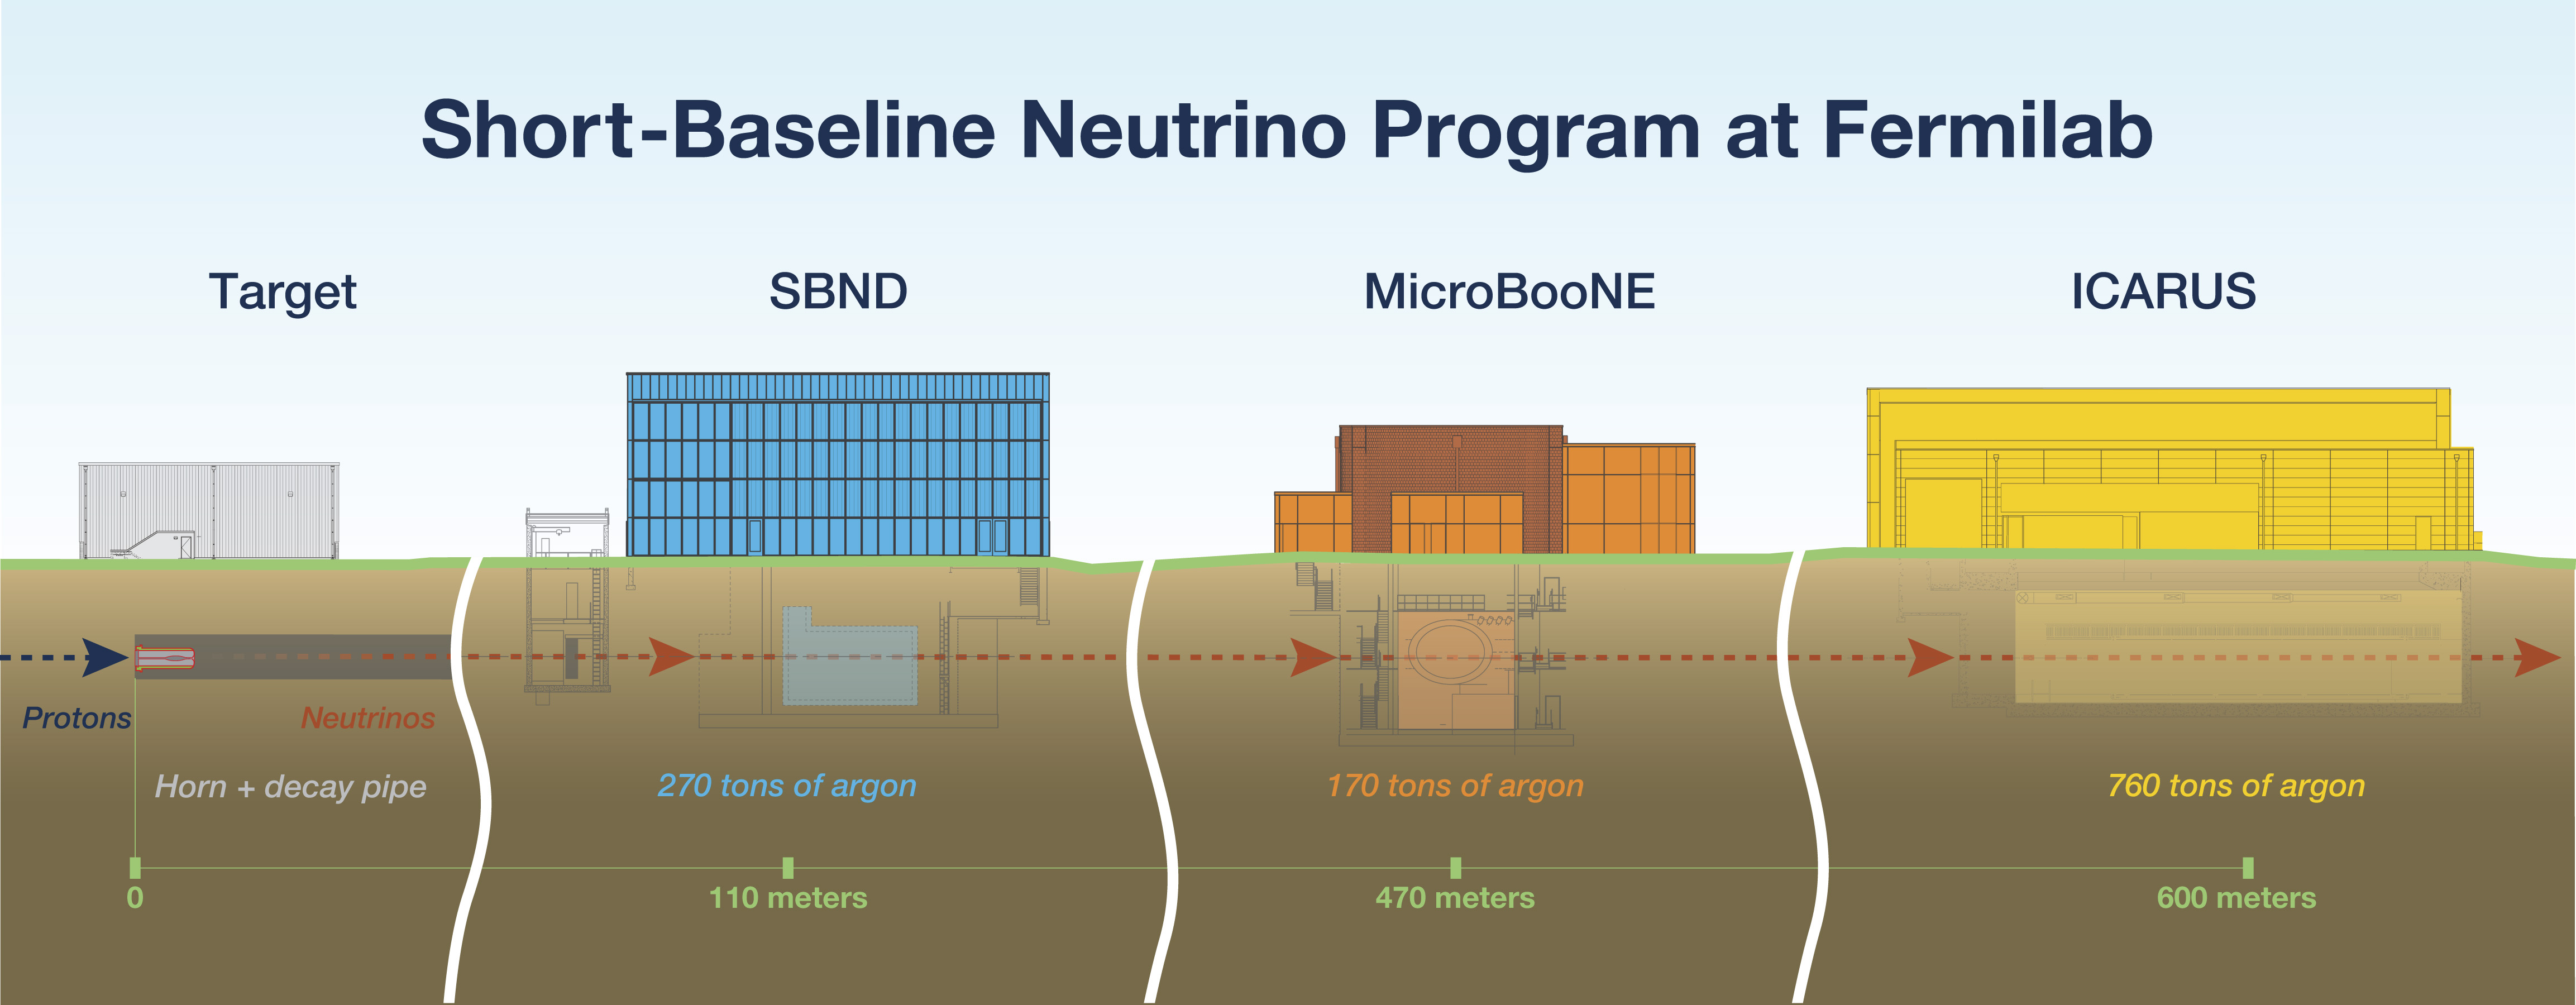 Short-Baseline Neutrino Program at Fermilab
Target
SBND
MicroBooNE
ICARUS
Protons
Neutrinos
Horn + decay pipe
270 tons of argon
170 tons of argon
760 tons of argon
0
110 meters
470 meters
600 meters